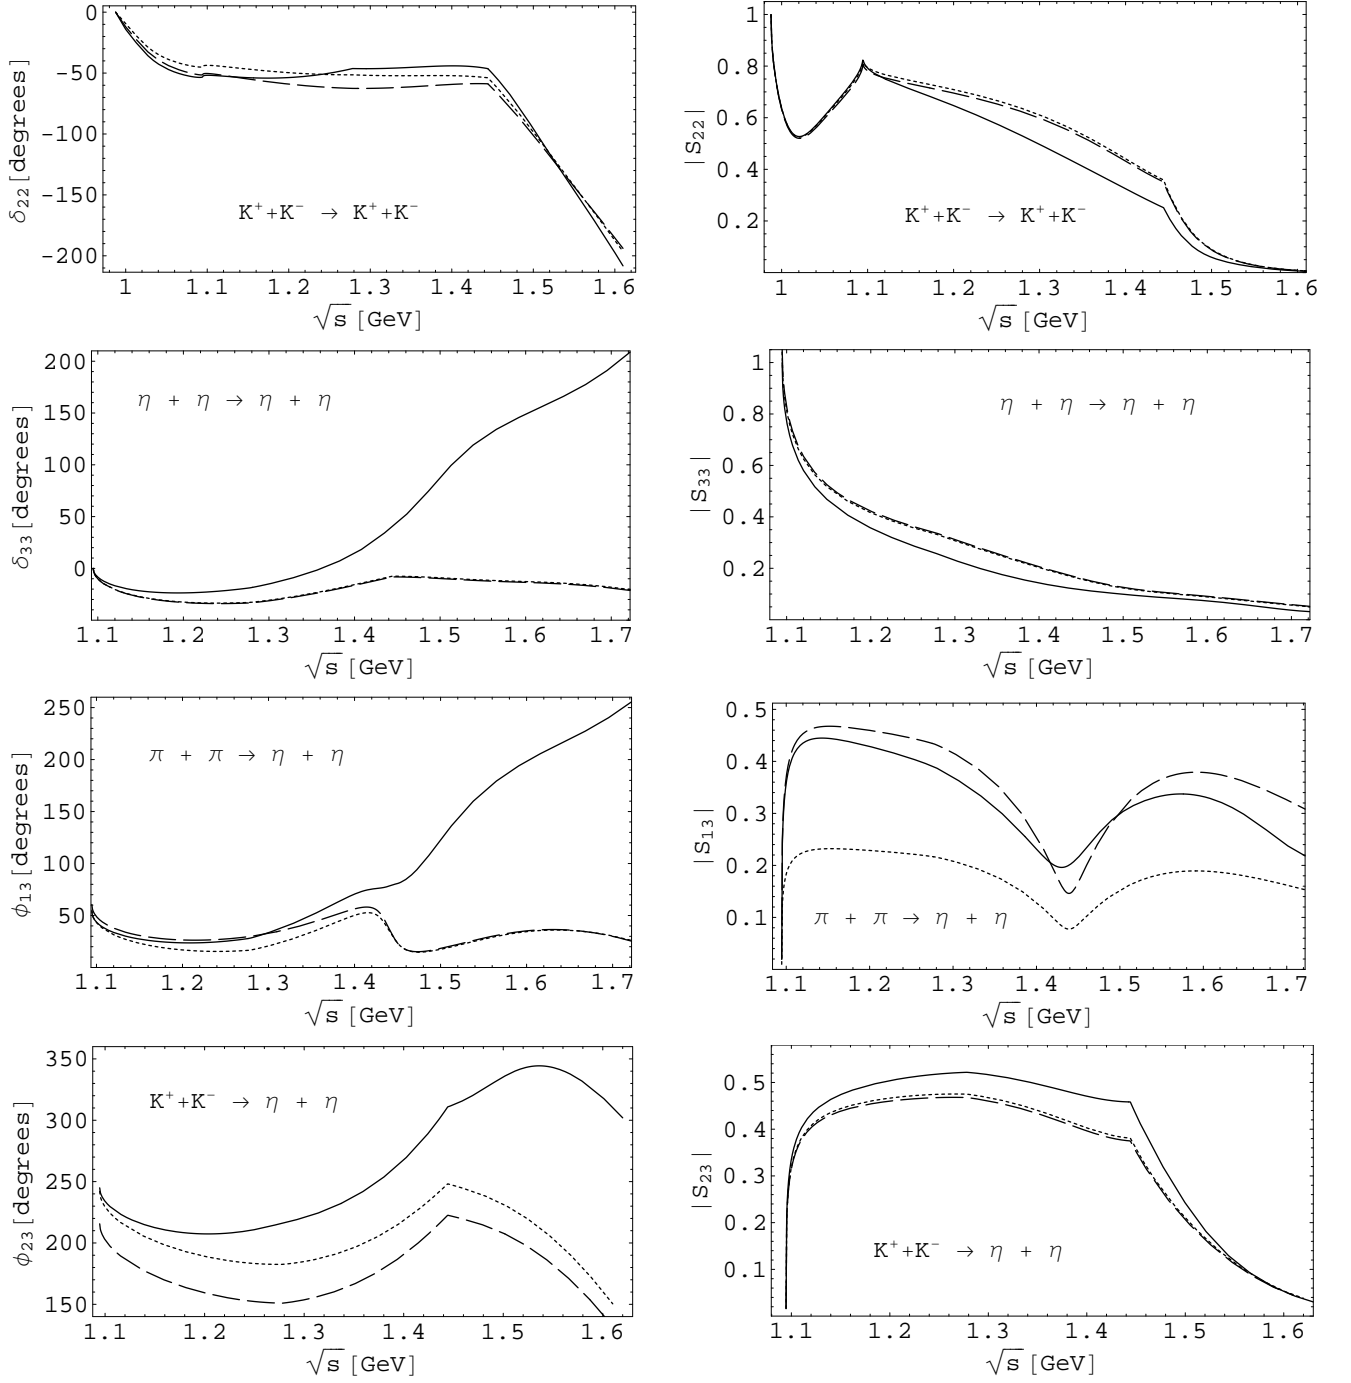 0
-50
-100
-150
-200
δ22[degrees]
K⁺+K⁻ → K⁺+K⁻
1 1.1 1.2 1.3 1.4 1.5 1.6
√s [GeV]
1
0.8
0.6
0.4
0.2
|S22|
K⁺+K⁻ → K⁺+K⁻
1 1.1 1.2 1.3 1.4 1.5 1.6
√s [GeV]
200
150
100
50
0
δ33[degrees]
η + η → η + η
1.1 1.2 1.3 1.4 1.5 1.6 1.7
√s [GeV]
1
0.8
0.6
0.4
0.2
|S33|
η + η → η + η
1.1 1.2 1.3 1.4 1.5 1.6 1.7
√s [GeV]
250
200
150
100
50
ϕ13[degrees]
π + π → η + η
1.1 1.2 1.3 1.4 1.5 1.6 1.7
√s [GeV]
0.5
0.4
0.3
0.2
0.1
|S13|
π + π → η + η
1.1 1.2 1.3 1.4 1.5 1.6 1.7
√s [GeV]
350
300
250
200
150
ϕ23[degrees]
K⁺+K⁻ → η + η
1.1 1.2 1.3 1.4 1.5 1.6
√s [GeV]
0.5
0.4
0.3
0.2
0.1
|S23|
K⁺+K⁻ → η + η
1.1 1.2 1.3 1.4 1.5 1.6
√s [GeV]